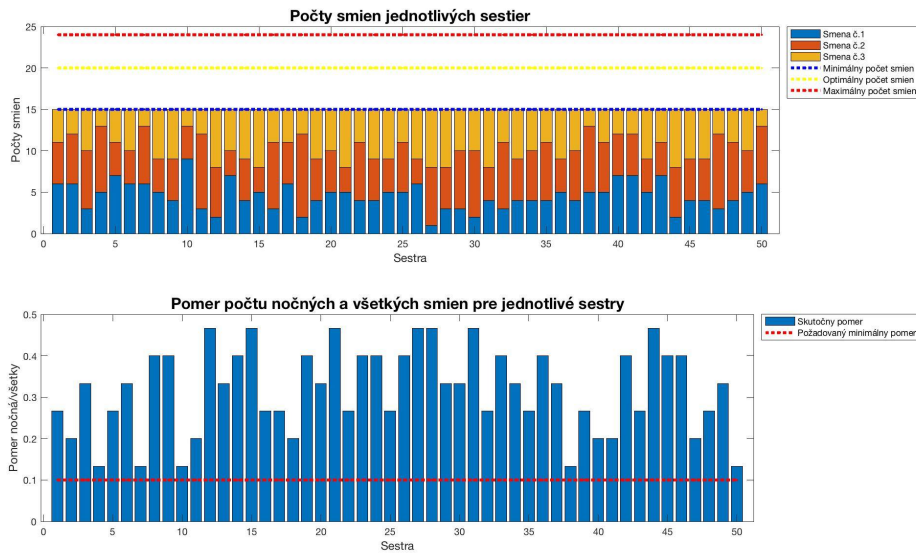 Počty smien jednotlivých sestier
25
20
15
10
5
0
Počty smien
0 5 10 15 20 25 30 35 40 45 50
Sestra
Smena č.1
Smena č.2
Smena č.3
Minimálny počet smien
Optimálny počet smien
Maximálny počet smien
Pomer počtu nočných a všetkých smien pre jednotlivé sestry
0.5
0.4
0.3
0.2
0.1
0
Pomer nočná/všetky
0 5 10 15 20 25 30 35 40 45 50
Sestra
Skutočný pomer
Požadovaný minimálny pomer